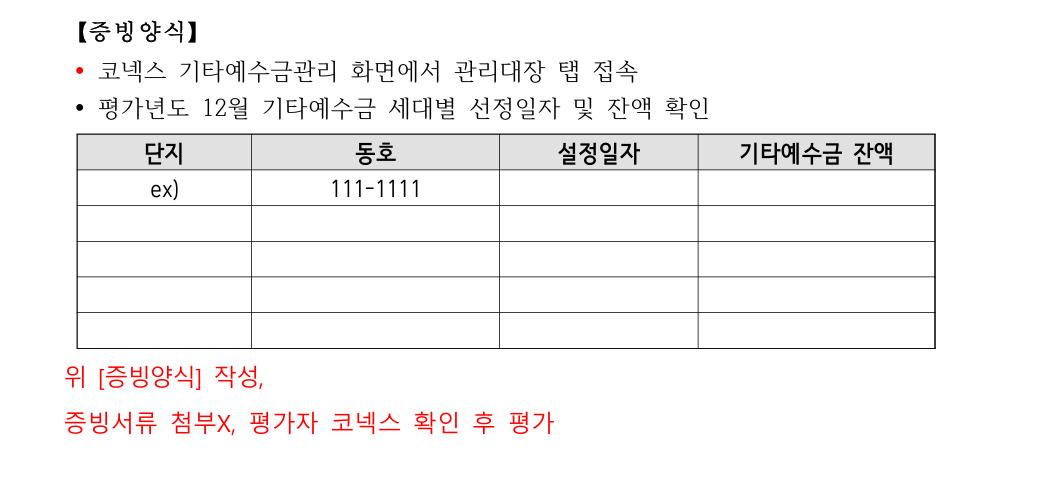 【증빙양식】
• 코넥스 기타예수금관리 화면에서 관리대장 탭 접속
• 평가년도 12월 기타예수금 세대별 선정일자 및 잔액 확인
단지 동호 설정일자 기타예수금 잔액
ex) 111-1111
위 [증빙양식] 작성,
증빙서류 첨부X, 평가자 코넥스 확인 후 평가